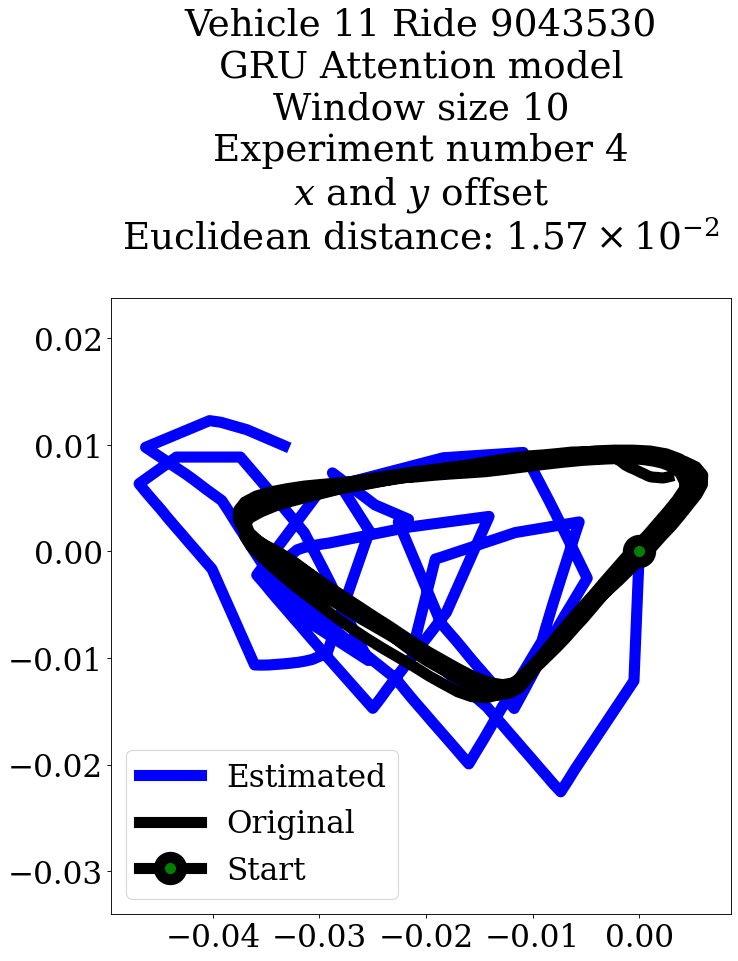 Vehicle 11 Ride 9043530
GRU Attention model
Window size 10
Experiment number 4
x and y offset
Euclidean distance: 1.57 × 10⁻²
0.02
0.01
0.00
−0.01
−0.02
−0.03
Estimated
Original
Start
−0.04 −0.03 −0.02 −0.01 0.00